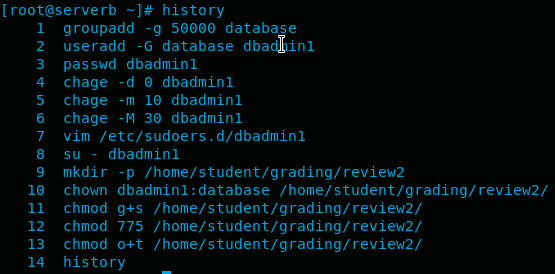 [root@serverb ~]# history
1 groupadd -g 50000 database
2 useradd -G database dbadmin1
3 passwd dbadmin1
4 chage -d 0 dbadmin1
5 chage -m 10 dbadmin1
6 chage -M 30 dbadmin1
7 vim /etc/sudoers.d/dbadmin1
8 su - dbadmin1
9 mkdir -p /home/student/grading/review2
10 chown dbadmin1:database /home/student/grading/review2/
11 chmod g+s /home/student/grading/review2/
12 chmod 775 /home/student/grading/review2/
13 chmod o+t /home/student/grading/review2/
14 history